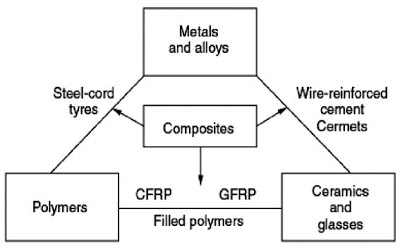 Metals
and alloys
Steel-cord
tyres
Wire-reinforced
cement
Cermets
Composites
Polymers
CFRP
GFRP
Filled polymers
Ceramics
and
glasses